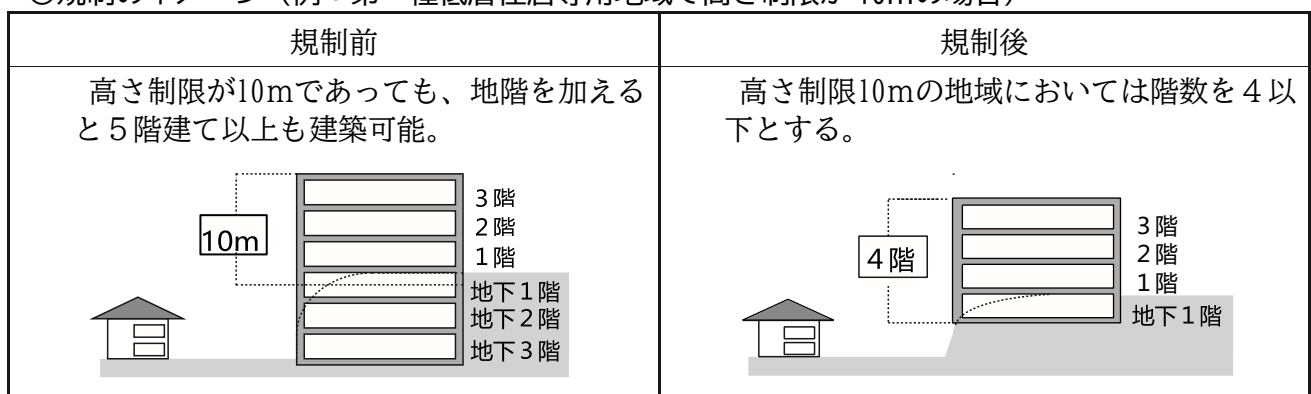 規制前
高さ制限が10mであっても、地階を加える
と５階建て以上も建築可能。
10m
３階
２階
１階
地下１階
地下２階
地下３階
規制後
高さ制限10mの地域においては階数を４以
下とする。
４階
３階
２階
１階
地下１階